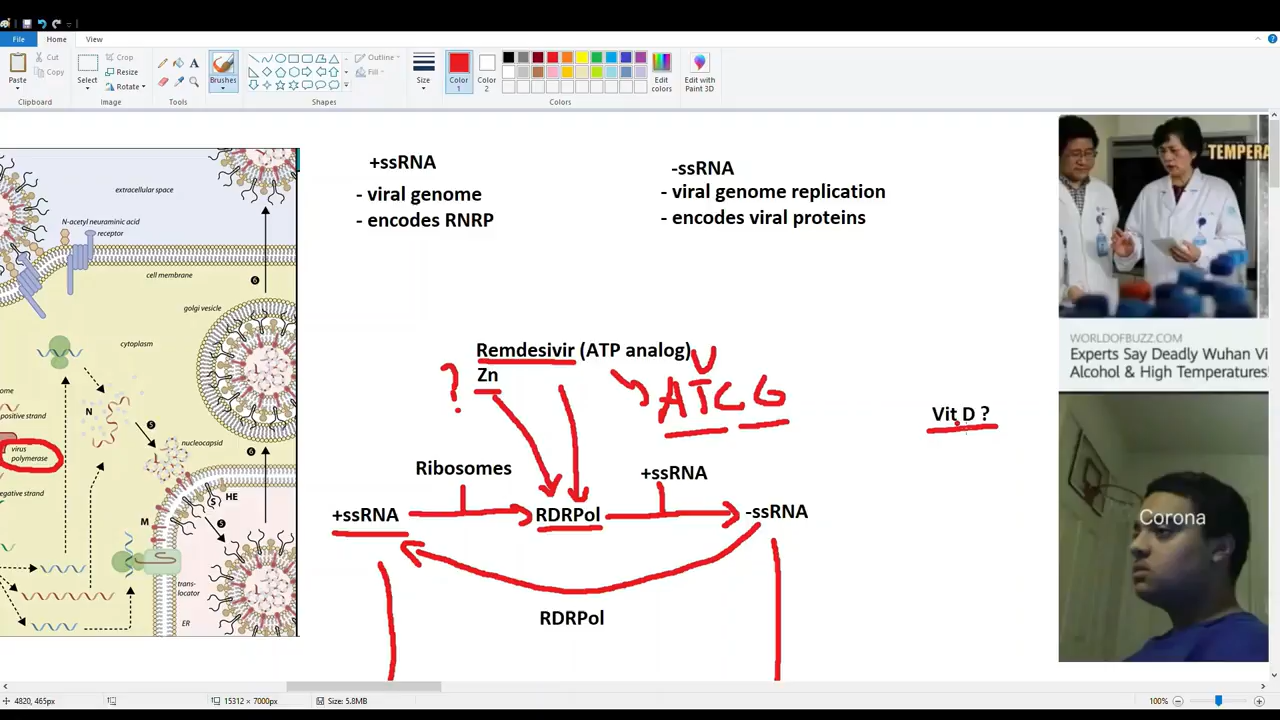 File
Home
View
Paste
Cut
Copy
Clipboard
Select
Crop
Resize
Rotate
Image
Tools
Brushes
Outline
Fill
Shapes
Size
Color
1
Color
2
Edit
colors
Edit with
Paint 3D
Colors
extracellular space
N-acetyl neuraminic acid
receptor
cell membrane
6
golgi vesicle
cytoplasm
N
5
positive strand
virus
polymerase
nucleocapsid
6
egative strand
S
HE
5
M
trans-
locator
ER
+ssRNA
- viral genome
- encodes RNRP
-ssRNA
- viral genome replication
- encodes viral proteins
Remdesivir (ATP analog)
Zn
?
ATCG
Vit D ?
Ribosomes
+ssRNA
+ssRNA
RDRPol
-ssRNA
RDRPol
TEMPERA
WORLDOFBUZZ.COM
Experts Say Deadly Wuhan Vi
Alcohol & High Temperatures!
Corona
4820, 465px
15312 × 7000px
Size: 5.8MB
100%